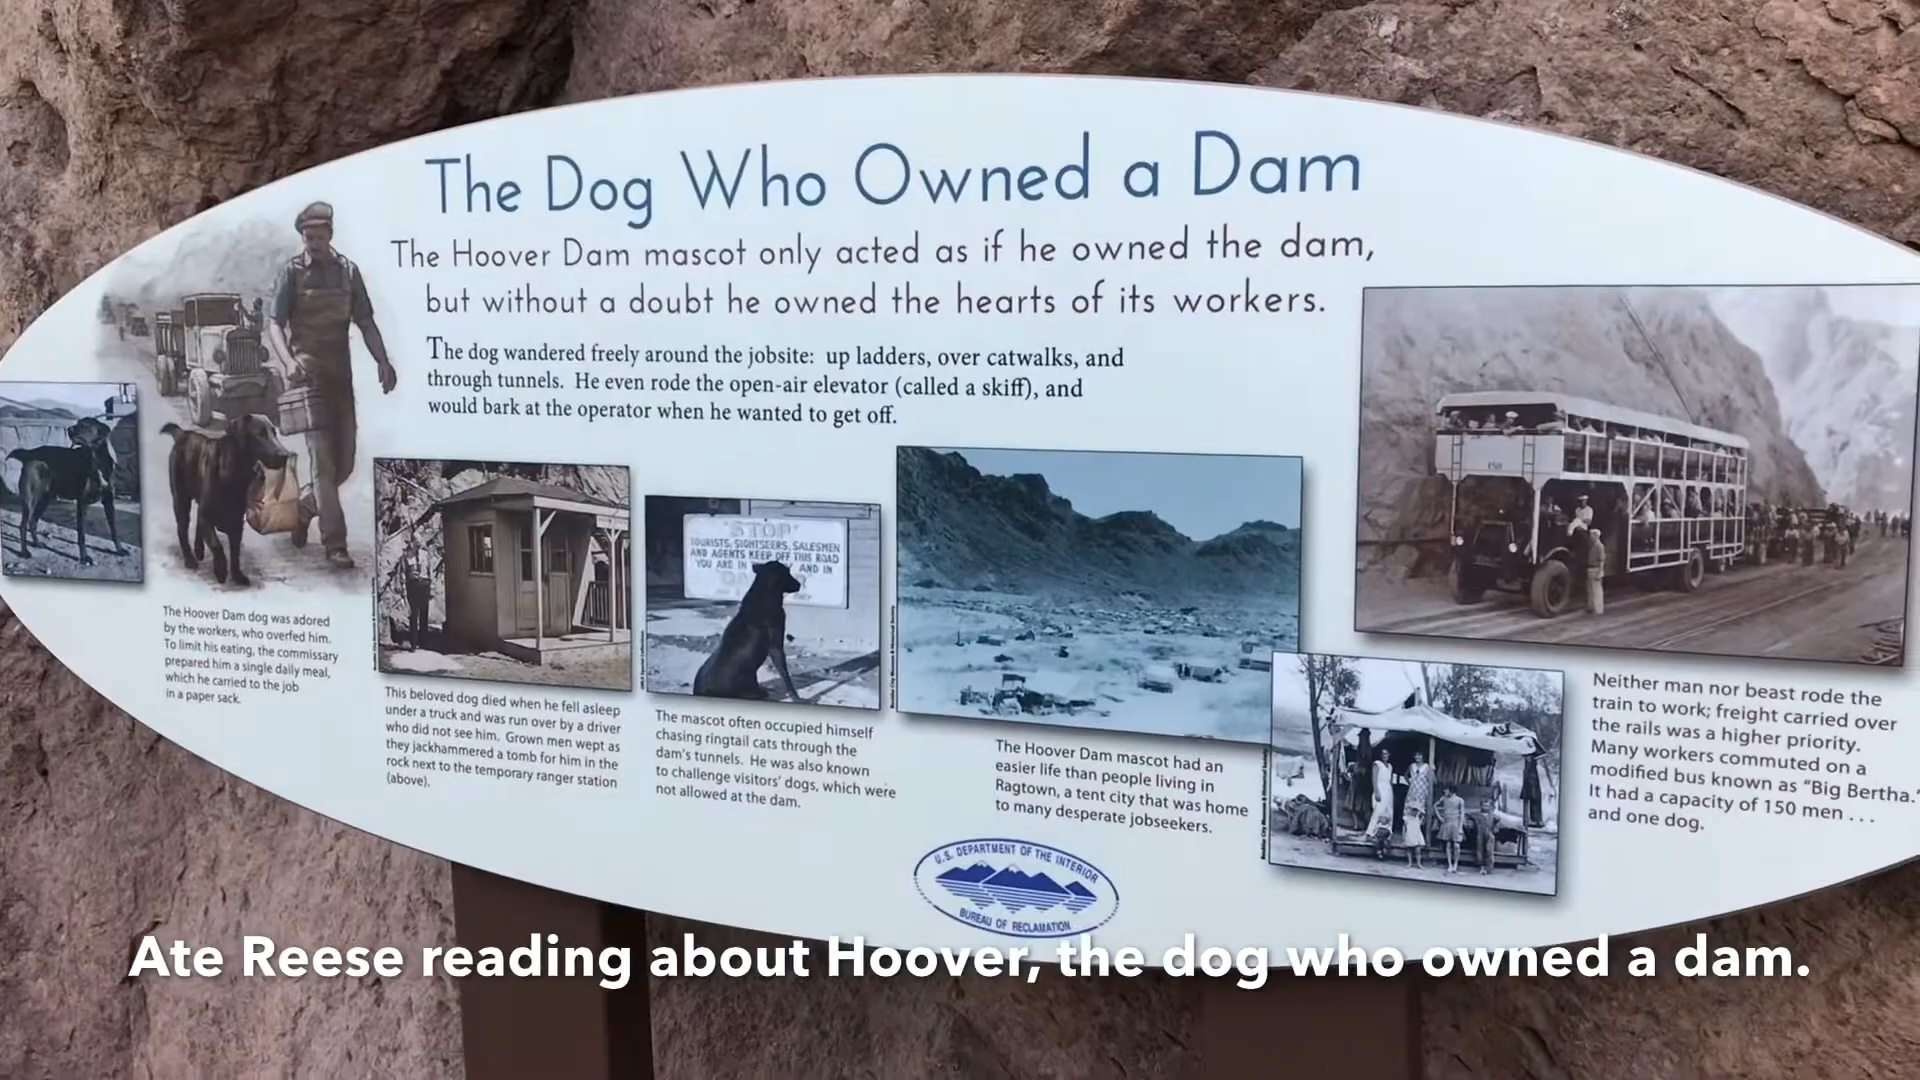 The Dog Who Owned a Dam
The Hoover Dam mascot only acted as if he owned the dam,
but without a doubt he owned the hearts of its workers.
The dog wandered freely around the jobsite: up ladders, over catwalks, and
through tunnels. He even rode the open-air elevator (called a skiff), and
would bark at the operator when he wanted to get off.
The Hoover Dam dog was adored
by the workers, who overfed him.
To limit his eating, the commissary
prepared him a single daily meal,
which he carried to the job
in a paper sack.
This beloved dog died when he fell asleep
under a truck and was run over by a driver
who did not see him. Grown men wept as
they jackhammered a tomb for him in the
rock next to the temporary ranger station
(above).
"STOP"
TOURISTS, SIGHTSEERS, SALESMEN
AND AGENTS KEEP OFF THIS ROAD
YOU ARE IN AND IN
The mascot often occupied himself
chasing ringtail cats through the
dam's tunnels. He was also known
to challenge visitors' dogs, which were
not allowed at the dam.
The Hoover Dam mascot had an
easier life than people living in
Ragtown, a tent city that was home
to many desperate jobseekers.
150
Neither man nor beast rode the
train to work; freight carried over
the rails was a higher priority.
Many workers commuted on a
modified bus known as "Big Bertha."
It had a capacity of 150 men . . .
and one dog.
U.S. DEPARTMENT OF THE INTERIOR
BUREAU OF RECLAMATION
Ate Reese reading about Hoover, the dog who owned a dam.